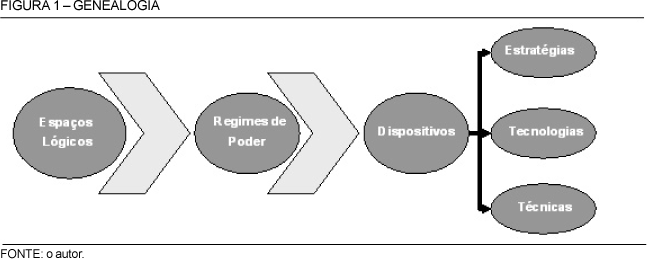 FIGURA 1 – GENEALOGIA
Espaços
Lógicos
Regimes de
Poder
Dispositivos
Estratégias
Tecnologias
Técnicas
FONTE: o autor.